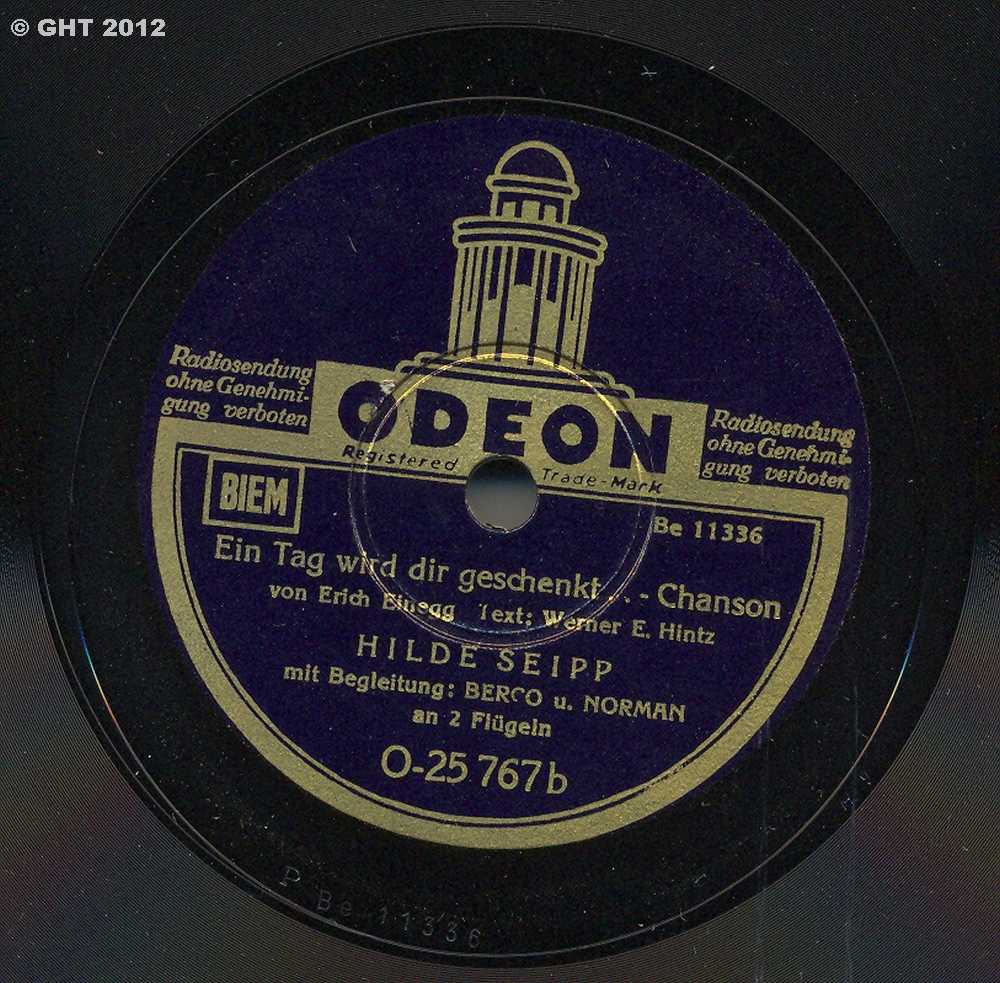 © GHT 2012
Radiosendung
ohne Genehmi-
gung verboten
ODEON
Registered Trade-Mark
Radiosendung
ohne Genehmi-
gung verboten
BIEM
Be 11336
Ein Tag wird dir geschenkt... - Chanson
von Erich Einegg Text: Werner E. Hintz
HILDE SEIPP
mit Begleitung: BERCO u. NORMAN
an 2 Flügeln
O-25 767 b
P Be 11336